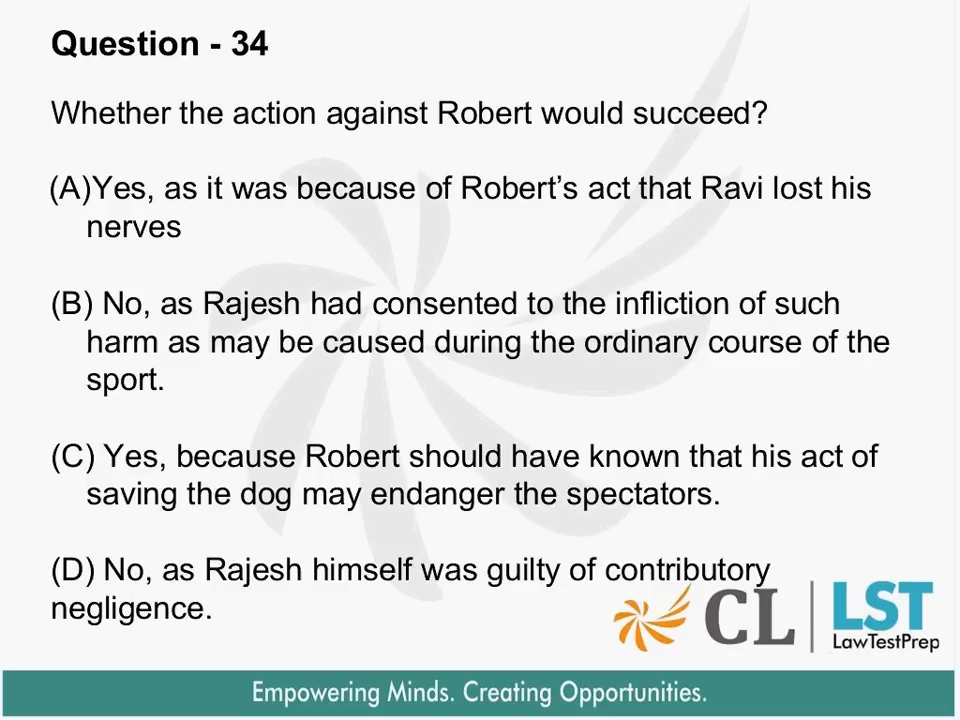 Question - 34
Whether the action against Robert would succeed?
(A)Yes, as it was because of Robert’s act that Ravi lost his
nerves
(B) No, as Rajesh had consented to the infliction of such
harm as may be caused during the ordinary course of the
sport.
(C) Yes, because Robert should have known that his act of
saving the dog may endanger the spectators.
(D) No, as Rajesh himself was guilty of contributory
negligence.
CL | LST
LawTestPrep
Empowering Minds. Creating Opportunities.